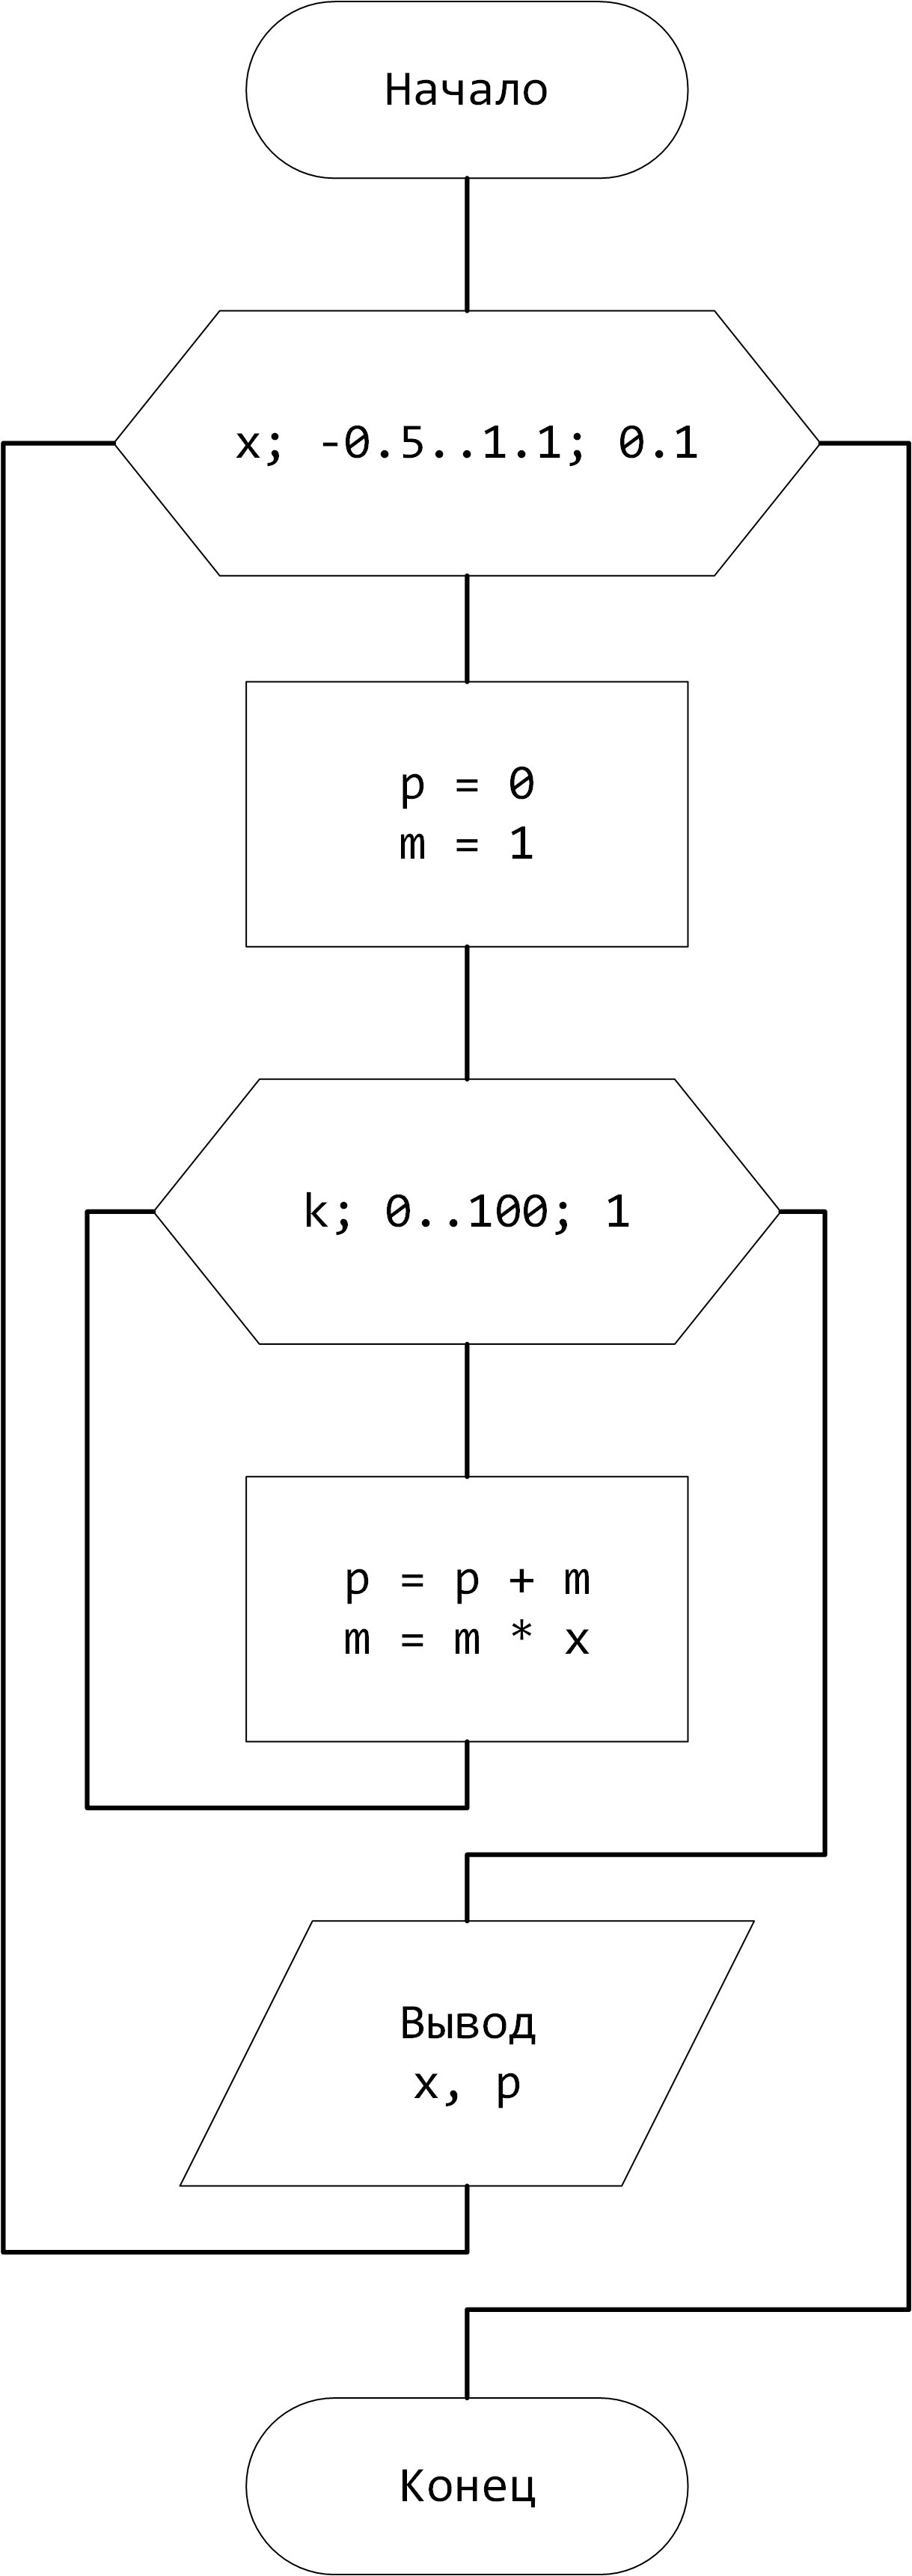 Начало
x; -0.5..1.1; 0.1
p = 0
m = 1
k; 0..100; 1
p = p + m
m = m * x
Вывод
x, p
Конец